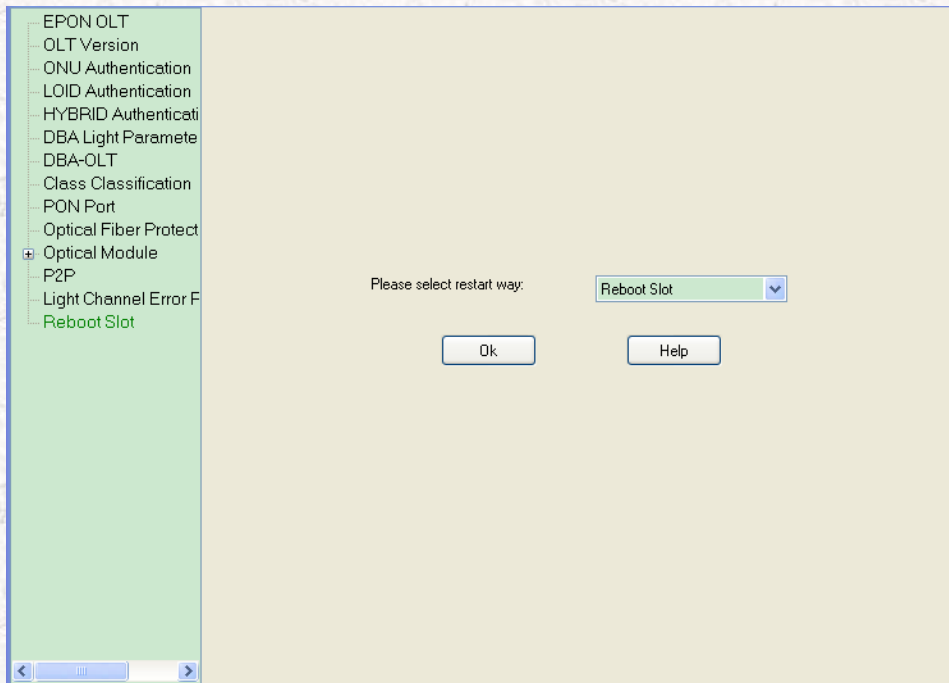 EPON OLT
OLT Version
ONU Authentication
LOID Authentication
HYBRID Authenticati
DBA Light Paramete
DBA-OLT
Class Classification
PON Port
Optical Fiber Protect
Optical Module
P2P
Light Channel Error F
Reboot Slot
Please select restart way:
Reboot Slot
Ok
Help